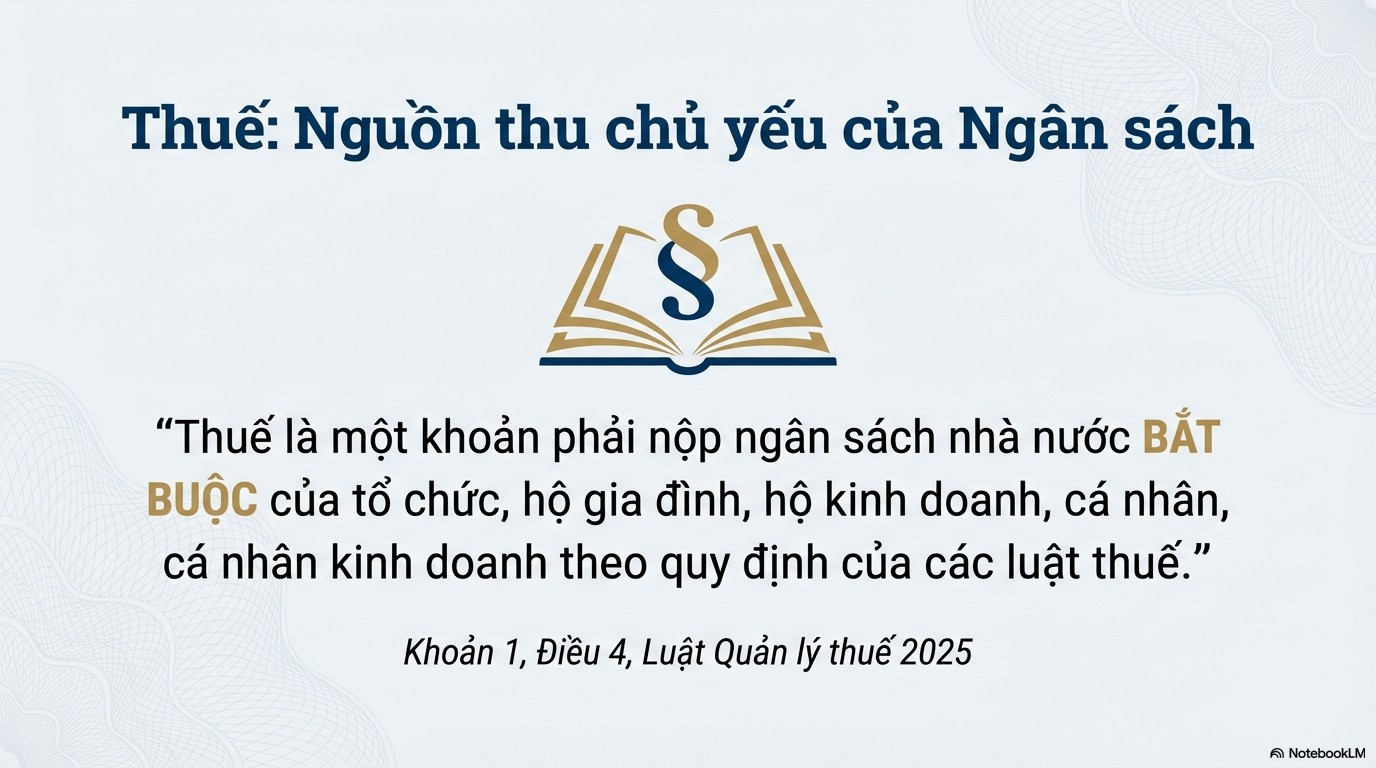 Thuế: Nguồn thu chủ yếu của Ngân sách
§
“Thuế là một khoản phải nộp ngân sách nhà nước BẮT
BUỘC của tổ chức, hộ gia đình, hộ kinh doanh, cá nhân,
cá nhân kinh doanh theo quy định của các luật thuế.”
Khoản 1, Điều 4, Luật Quản lý thuế 2025
NotebookLM